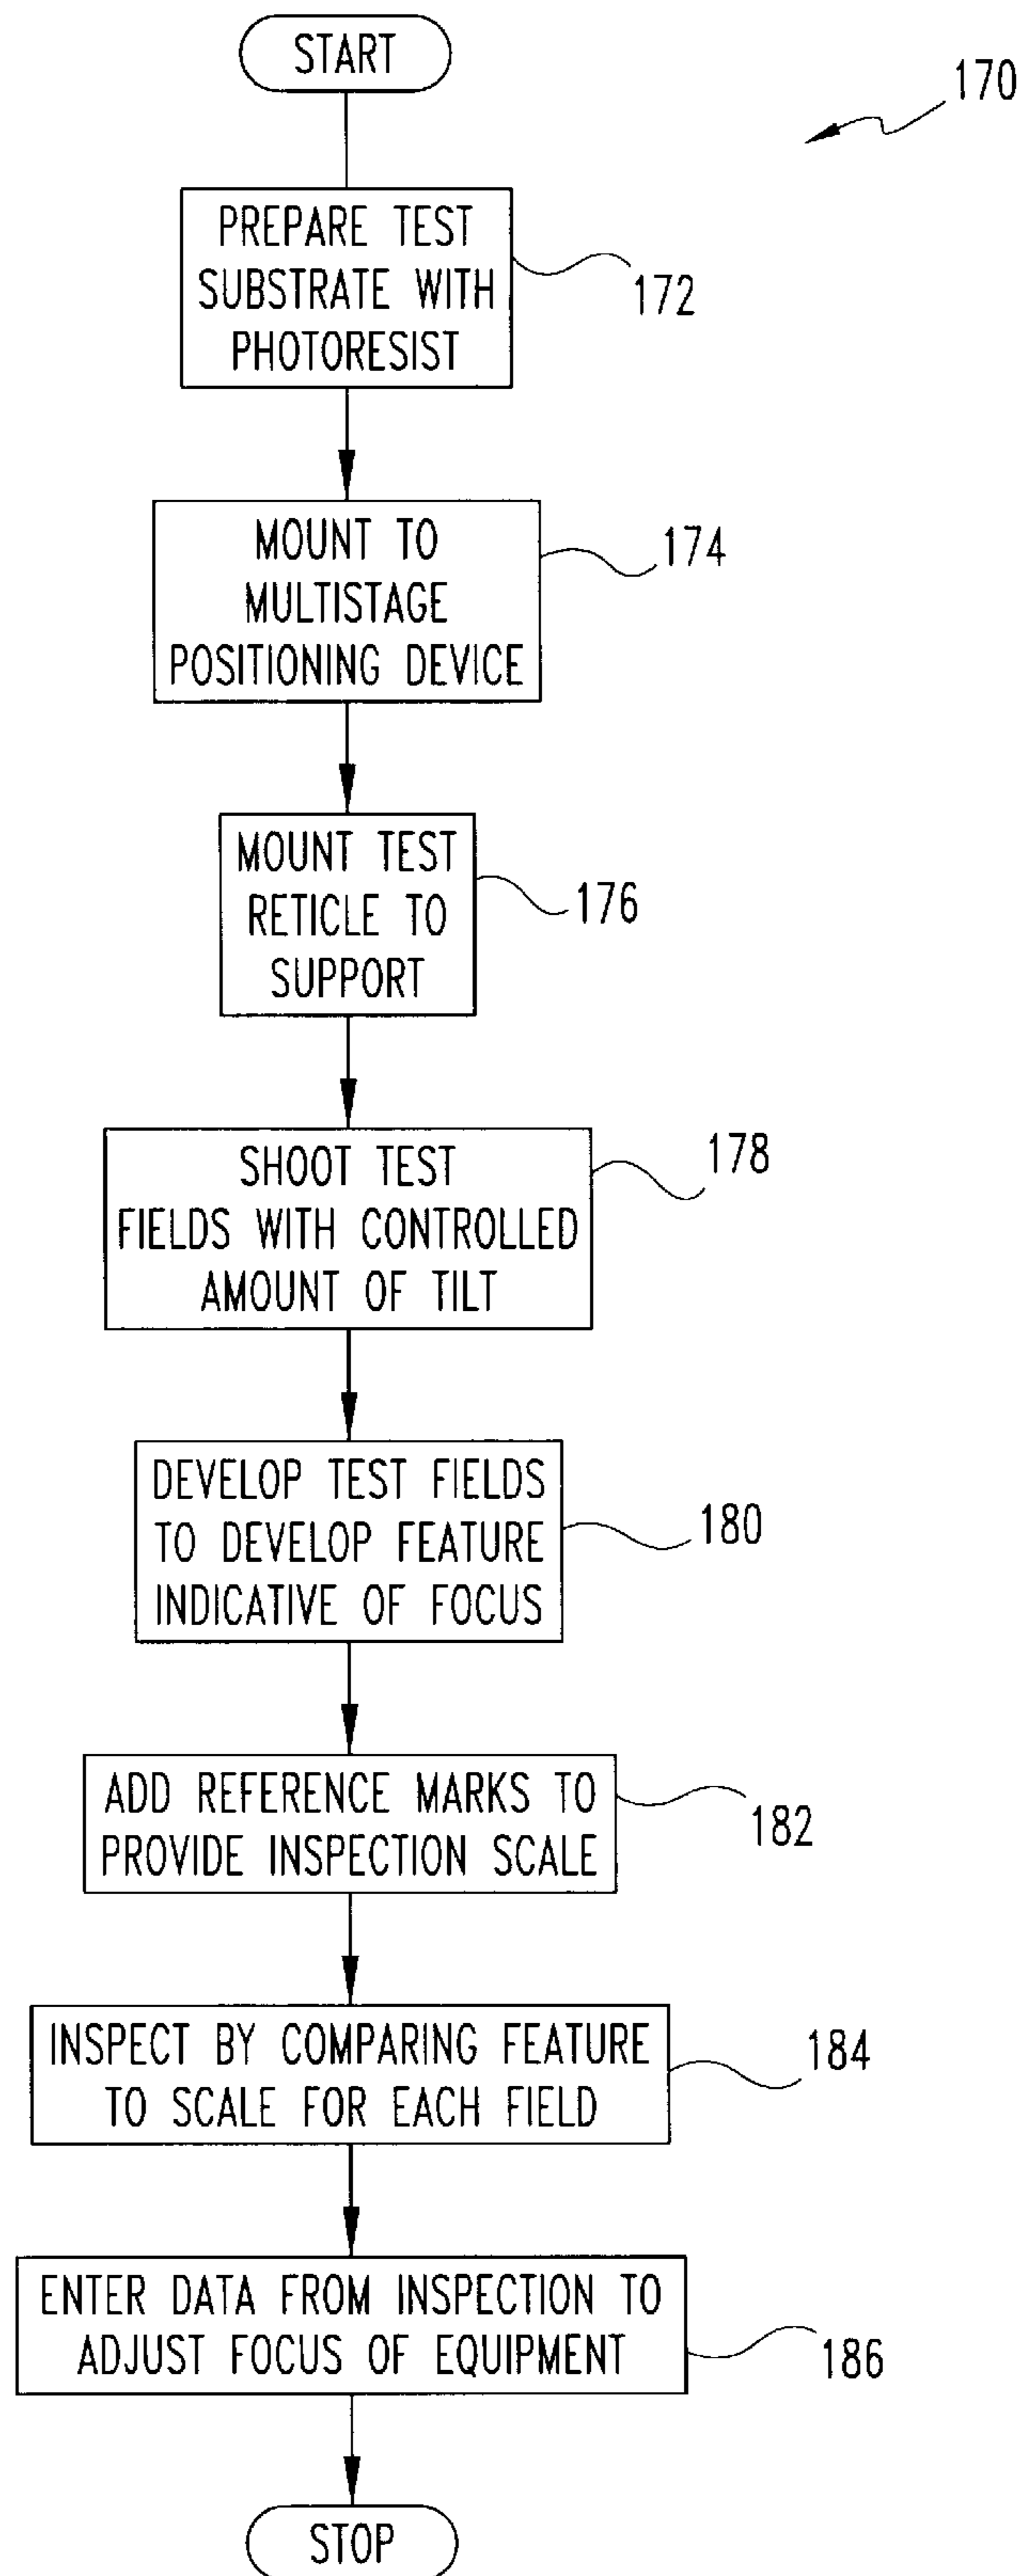 START
170
PREPARE TEST
SUBSTRATE WITH
PHOTORESIST
172
MOUNT TO
MULTISTAGE
POSITIONING DEVICE
174
MOUNT TEST
RETICLE TO
SUPPORT
176
SHOOT TEST
FIELDS WITH CONTROLLED
AMOUNT OF TILT
178
DEVELOP TEST FIELDS
TO DEVELOP FEATURE
INDICATIVE OF FOCUS
180
ADD REFERENCE MARKS TO
PROVIDE INSPECTION SCALE
182
INSPECT BY COMPARING FEATURE
TO SCALE FOR EACH FIELD
184
ENTER DATA FROM INSPECTION TO
ADJUST FOCUS OF EQUIPMENT
186
STOP